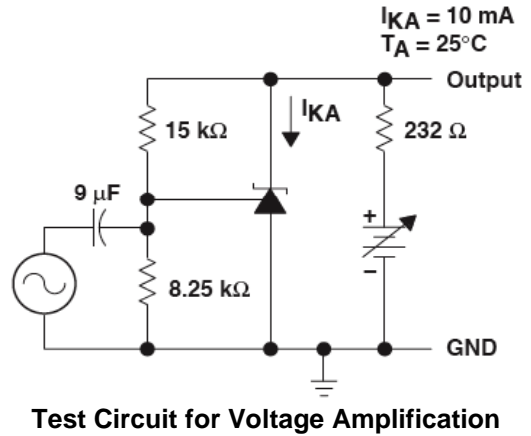 IKA = 10 mA
TA = 25°C
Output
IKA
15 kΩ
232 Ω
9 μF
+
−
8.25 kΩ
GND
Test Circuit for Voltage Amplification